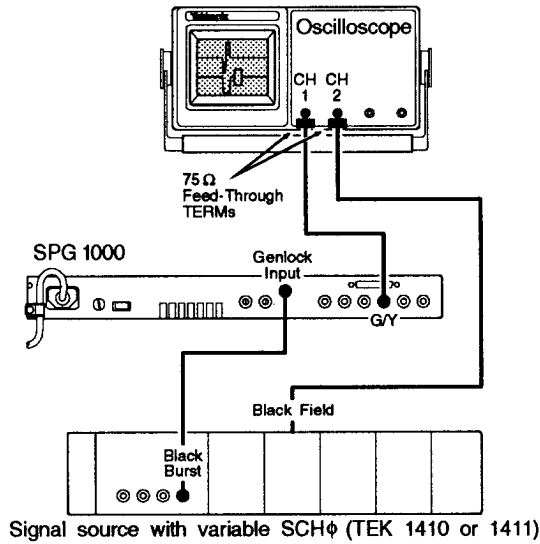 Tektronix
Oscilloscope
CH
1
CH
2
75 Ω
Feed-Through
TERMs
SPG 1000
Genlock
Input
G/Y
Black Field
Black
Burst
Signal source with variable SCHϕ (TEK 1410 or 1411)